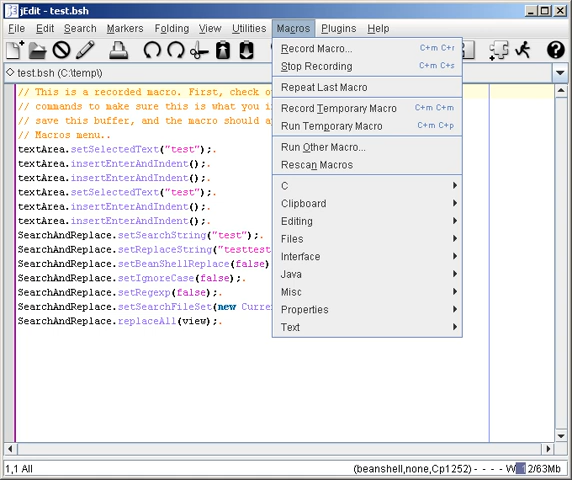 jEdit - test.bsh
File Edit Search Markers Folding View Utilities Macros Plugins Help
test.bsh (C:\temp\)
// This is a recorded macro. First, check o
// commands to make sure this is what you i
// save this buffer, and the macro should a
// Macros menu..
textArea.setSelectedText("test");.
textArea.insertEnterAndIndent();.
textArea.insertEnterAndIndent();.
textArea.setSelectedText("test");.
textArea.insertEnterAndIndent();.
textArea.insertEnterAndIndent();.
SearchAndReplace.setSearchString("test");.
SearchAndReplace.setReplaceString("testtest
SearchAndReplace.setBeanShellReplace(false)
SearchAndReplace.setIgnoreCase(false);.
SearchAndReplace.setRegexp(false);.
SearchAndReplace.setSearchFileSet(new Curre
SearchAndReplace.replaceAll(view);.
Record Macro... C+m C+r
Stop Recording C+m C+s
Repeat Last Macro
Record Temporary Macro C+m C+m
Run Temporary Macro C+m C+p
Run Other Macro...
Rescan Macros
C
Clipboard
Editing
Files
Interface
Java
Misc
Properties
Text
1,1 All (beanshell,none,Cp1252) - - - - W 12/63Mb